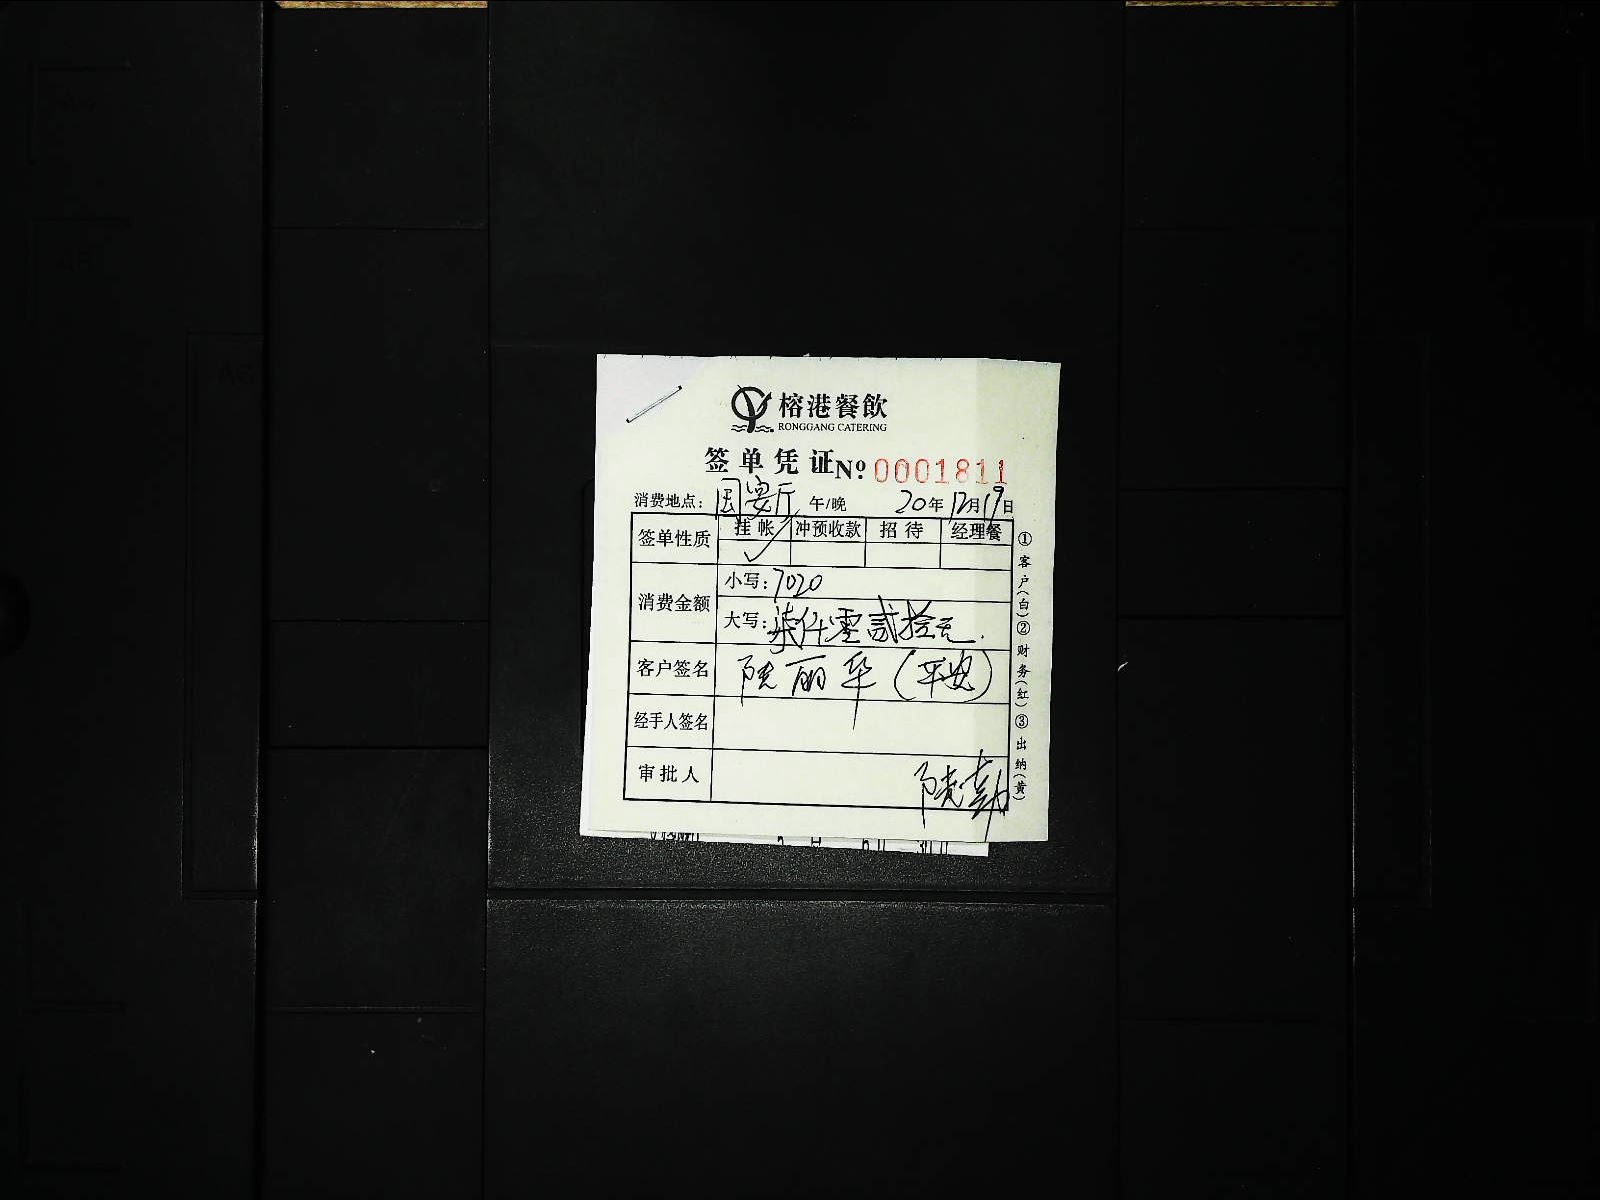 榕港餐飲
RONGGANG CATERING
签单凭证№ 0001811
消费地点: 国宴厅 午/晚 20年12月19日
签单性质 挂帐 冲预收款 招待 经理餐
✓
消费金额 小写: 7020
大写: 柒仟零贰拾元.
客户签名 陆丽华(平安)
经手人签名
审批人
①客户(白)②财务(红)③出纳(黄)